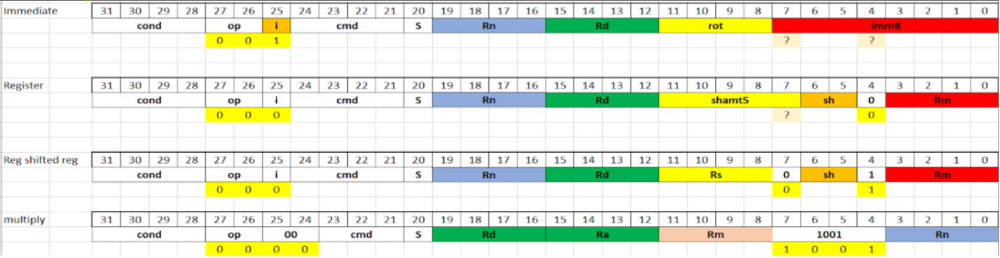 Immediate 31 30 29 28 27 26 25 24 23 22 21 20 19 18 17 16 15 14 13 12 11 10 9 8 7 6 5 4 3 2 1 0
cond op i cmd S Rn Rd rot Imm8
0 0 1 ? ?
Register 31 30 29 28 27 26 25 24 23 22 21 20 19 18 17 16 15 14 13 12 11 10 9 8 7 6 5 4 3 2 1 0
cond op i cmd S Rn Rd shamt5 sh 0 Rm
0 0 0 ? 0
Reg shifted reg 31 30 29 28 27 26 25 24 23 22 21 20 19 18 17 16 15 14 13 12 11 10 9 8 7 6 5 4 3 2 1 0
cond op i cmd S Rn Rd Rs 0 sh 1 Rm
0 0 0 0 1
multiply 31 30 29 28 27 26 25 24 23 22 21 20 19 18 17 16 15 14 13 12 11 10 9 8 7 6 5 4 3 2 1 0
cond op 00 cmd S Rd Ra Rm 1001 Rn
0 0 0 0 1 0 0 1